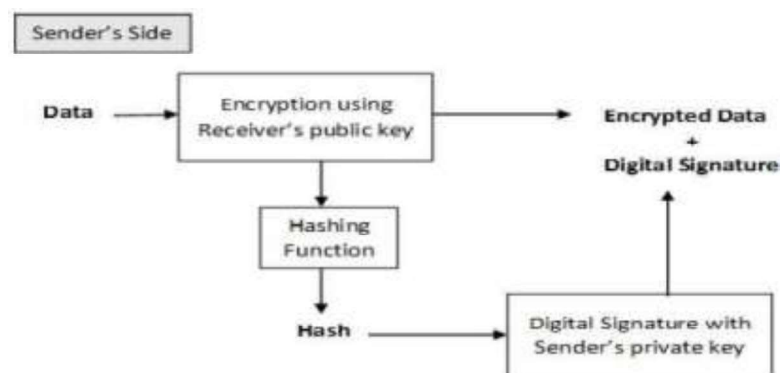 Sender's Side
Data
Encryption using
Receiver's public key
Encrypted Data
+
Digital Signature
Hashing
Function
Hash
Digital Signature with
Sender's private key